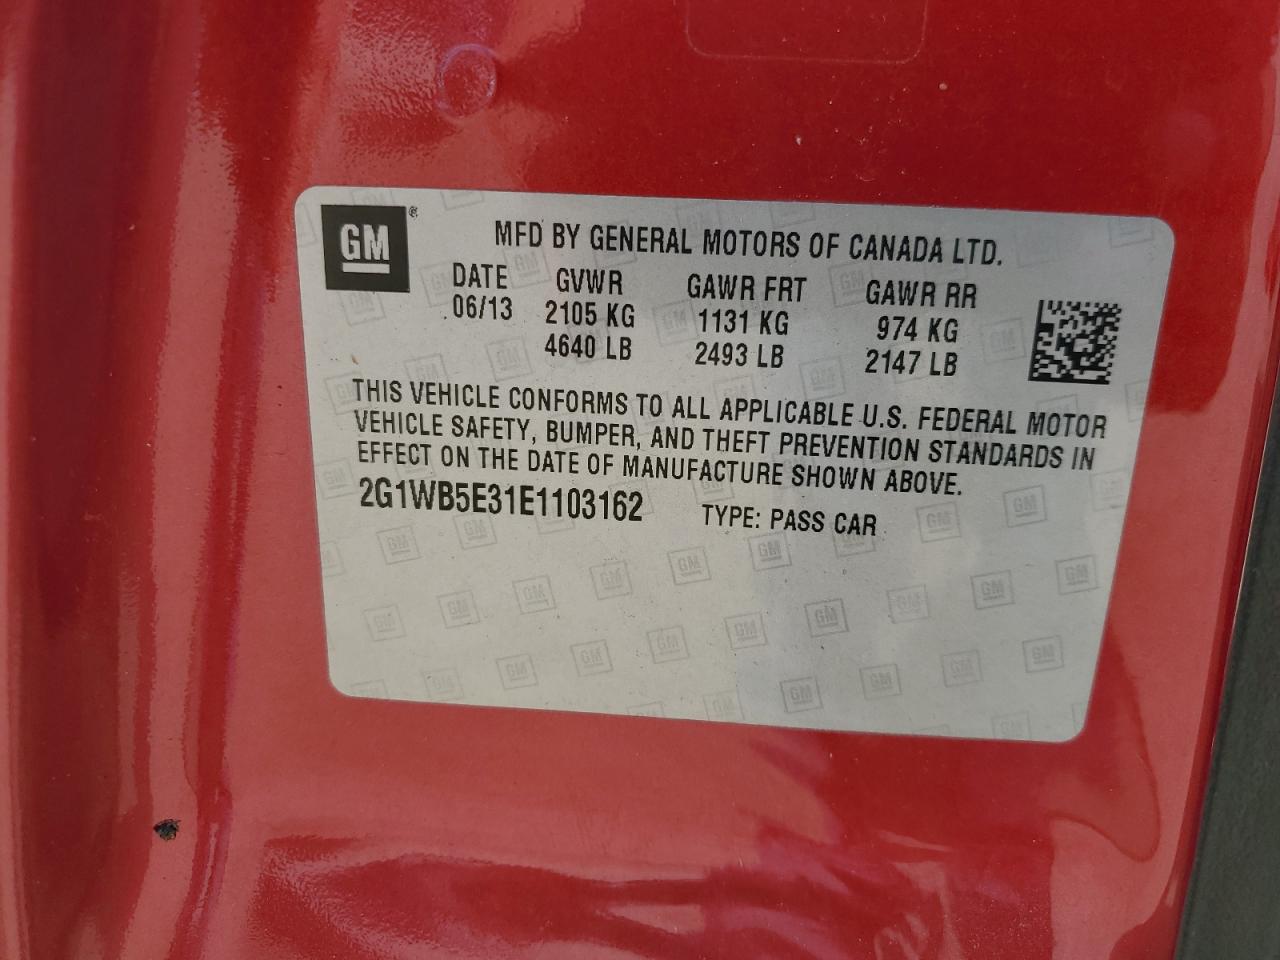 GM®
MFD BY GENERAL MOTORS OF CANADA LTD.
DATE GVWR GAWR FRT GAWR RR
06/13 2105 KG 1131 KG 974 KG
4640 LB 2493 LB 2147 LB
THIS VEHICLE CONFORMS TO ALL APPLICABLE U.S. FEDERAL MOTOR
VEHICLE SAFETY, BUMPER, AND THEFT PREVENTION STANDARDS IN
EFFECT ON THE DATE OF MANUFACTURE SHOWN ABOVE.
2G1WB5E31E1103162 TYPE: PASS CAR